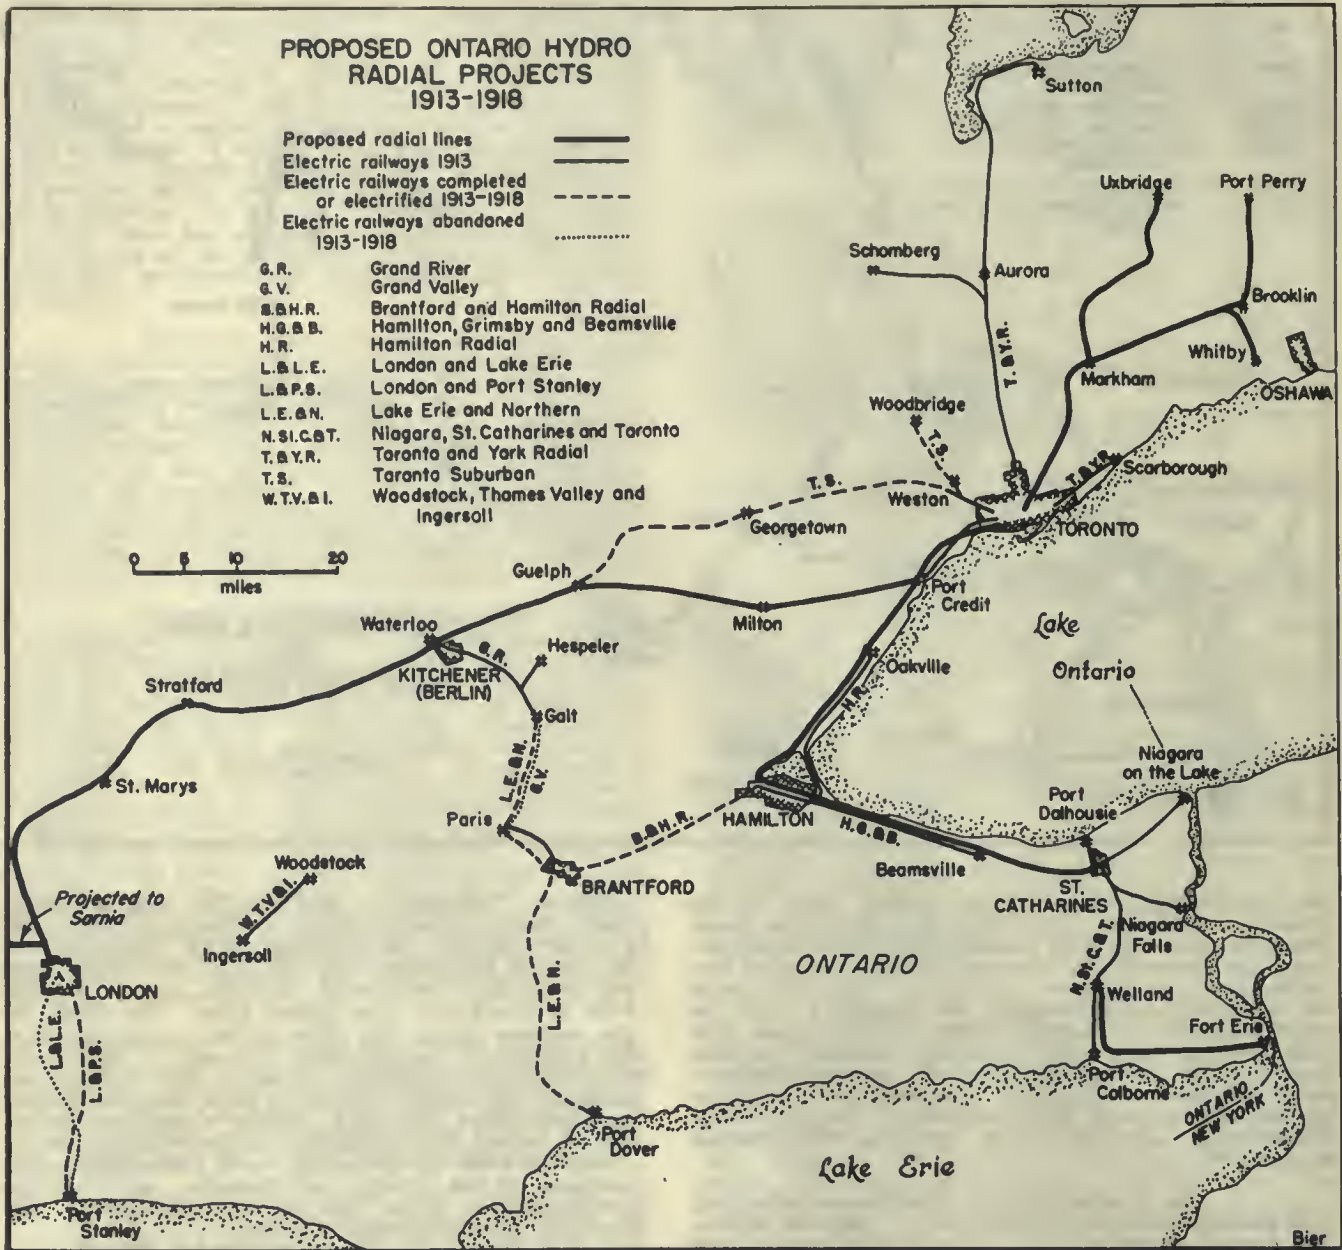 PROPOSED ONTARIO HYDRO
RADIAL PROJECTS
1913-1918
Proposed radial lines
Electric railways 1913
Electric railways completed
or electrified 1913-1918
Electric railways abandoned
1913-1918
G.R. Grand River
G.V. Grand Valley
B.&H.R. Brantford and Hamilton Radial
H.G.&B. Hamilton, Grimsby and Beamsville
H.R. Hamilton Radial
L.&L.E. London and Lake Erie
L.&P.S. London and Port Stanley
L.E.&N. Lake Erie and Northern
N.St.C.&T. Niagara, St. Catharines and Toronto
T.&Y.R. Toronto and York Radial
T.S. Toronto Suburban
W.T.V.&I. Woodstock, Thames Valley and
Ingersoll
0 5 10 20
miles
Sutton
Uxbridge
Port Perry
Schomberg
Aurora
Brooklin
T.&Y.R.
Whitby
Markham
OSHAWA
Woodbridge
T.S.
T.&Y.R.
Scarborough
Weston
T.S.
Georgetown
TORONTO
Guelph
Port
Credit
Milton
Lake
Ontario
Waterloo
G.R.
Hespeler
KITCHENER
(BERLIN)
Oakville
H.R.
Stratford
Galt
L.E.&N.
G.V.
St. Marys
Niagara
on the Lake
Port
Dalhousie
Paris
B.&H.R.
HAMILTON
H.G.&B.
Beamsville
Woodstock
W.T.V.&I.
Ingersoll
BRANTFORD
ST.
CATHARINES
Niagara
Falls
Projected to
Sarnia
ONTARIO
LONDON
L.E.&N.
N.St.C.&T.
Welland
Fort Erie
L.&L.E.
L.&P.S.
Port
Colborne
ONTARIO
NEW YORK
Port
Dover
Lake Erie
Port
Stanley
Bier